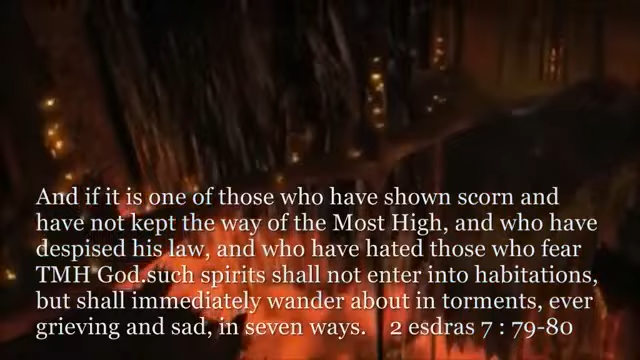 And if it is one of those who have shown scorn and
have not kept the way of the Most High, and who have
despised his law, and who have hated those who fear
TMH God.such spirits shall not enter into habitations,
but shall immediately wander about in torments, ever
grieving and sad, in seven ways. 2 esdras 7 : 79-80